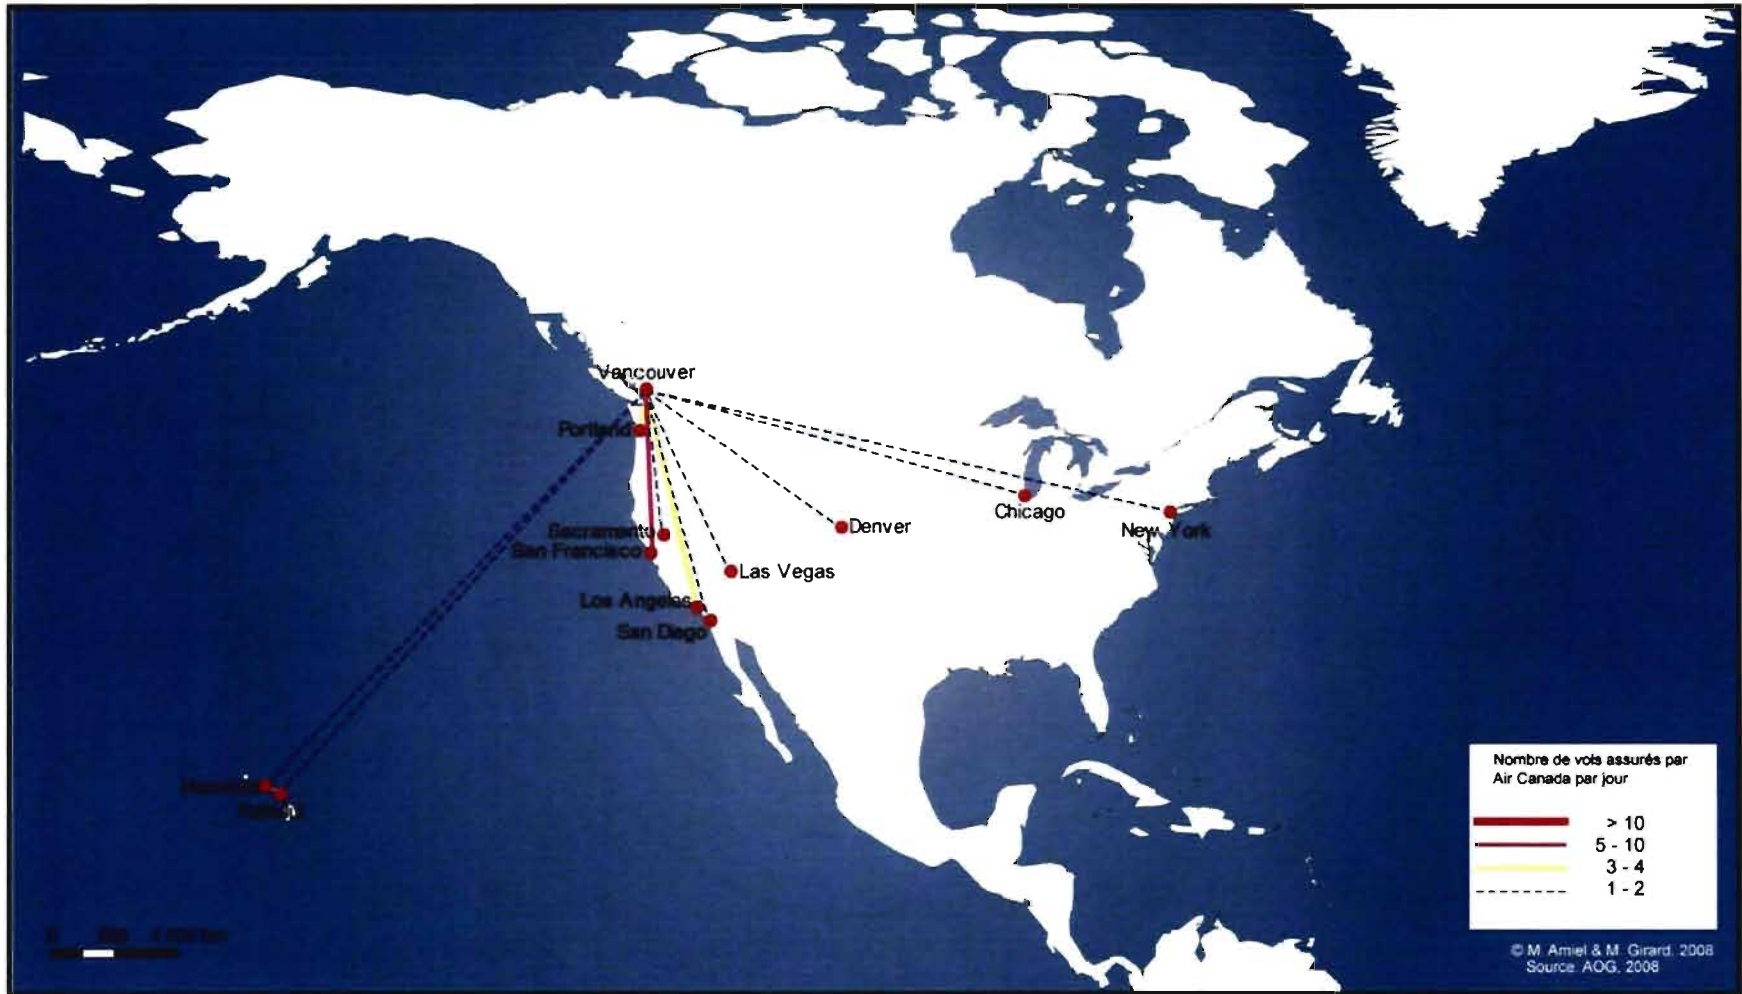 Vancouver
Portland
Sacramento
San Francisco
Los Angeles
San Diego
Las Vegas
Denver
Chicago
New York
Nombre de vols assurés par
Air Canada par jour
> 10
5 - 10
3 - 4
1 - 2
© M. Amiel & M. Girard, 2008
Source: AOG, 2008